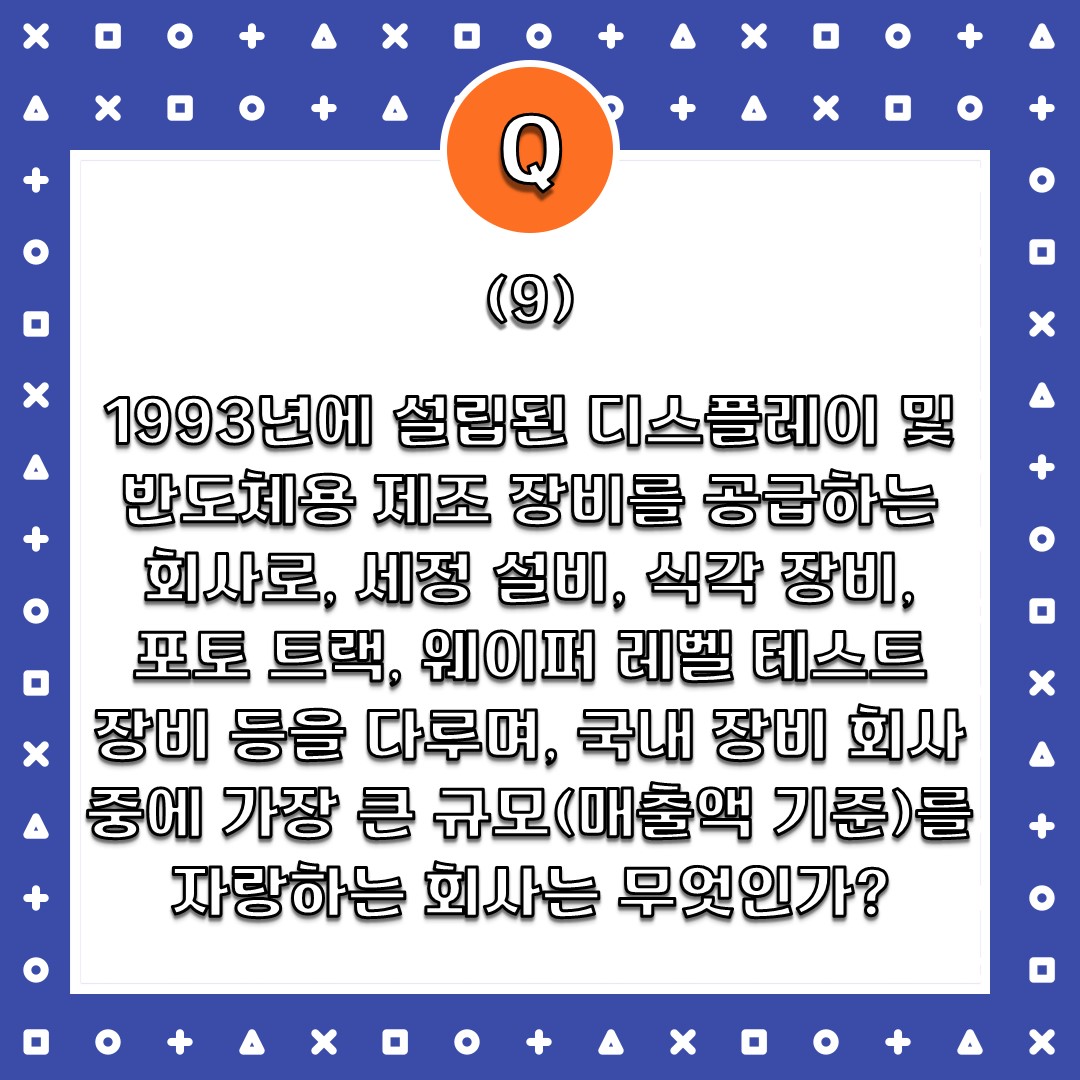 Q
(9)
1993년에 설립된 디스플레이 및
반도체용 제조 장비를 공급하는
회사로, 세정 설비, 식각 장비,
포토 트랙, 웨이퍼 레벨 테스트
장비 등을 다루며, 국내 장비 회사
중에 가장 큰 규모(매출액 기준)를
자랑하는 회사는 무엇인가?